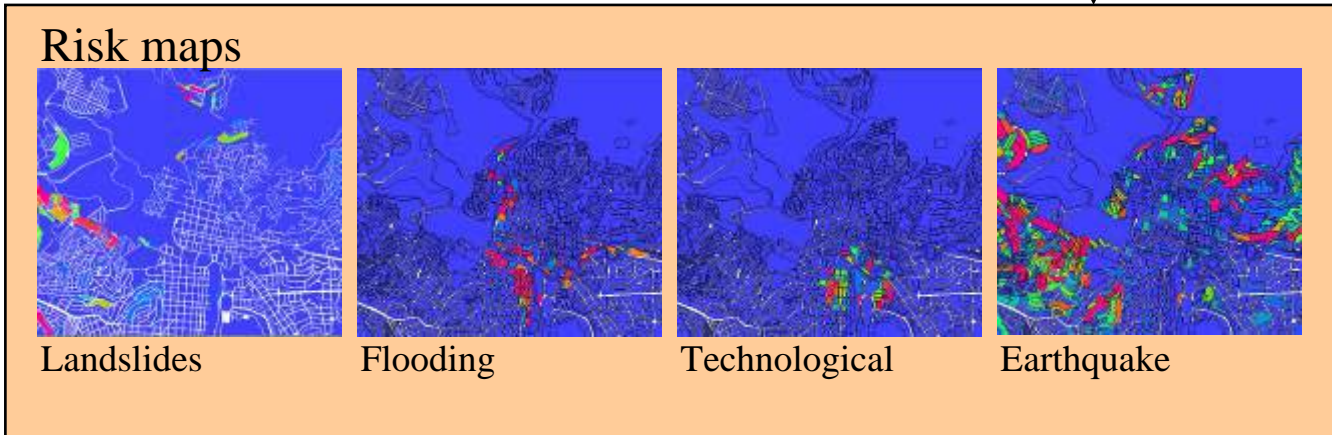 Risk maps
Landslides
Flooding
Technological
Earthquake